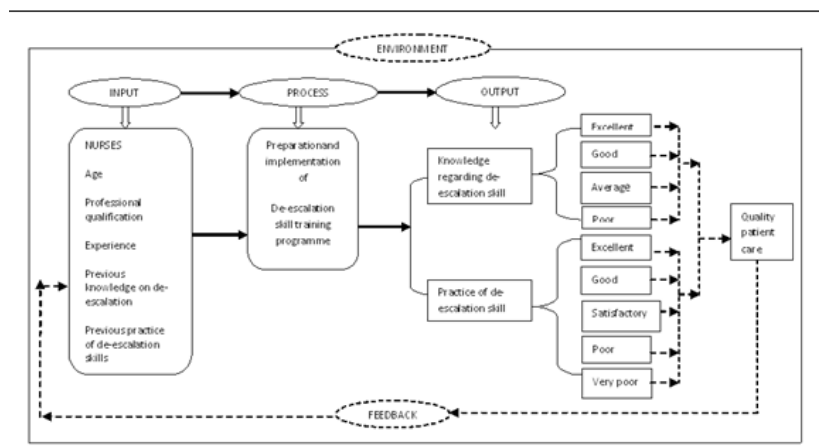 ENVIRONMENT
INPUT
PROCESS
OUTPUT
NURSES
Age
Professional
qualification
Experience
Previous
knowledge on de-
escalation
Previous practice
of de-escalation
skills
Preparationand
implementation
of
De-escalation
skill training
programme
Knowledge
regarding de-
escalation skill
Excellent
Good
Average
Poor
Practice of de-
escalation skill
Excellent
Good
Satisfactory
Poor
Very poor
Quality
patient
care
FEEDBACK